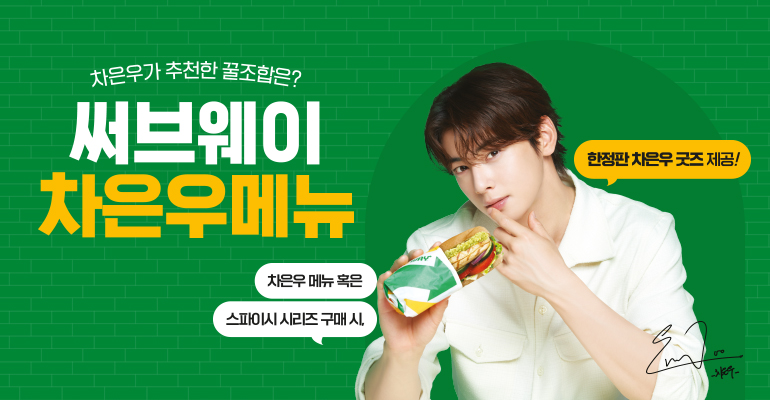 차은우가 추천한 꿀조합은?
써브웨이
차은우메뉴
한정판 차은우 굿즈 제공!
차은우 메뉴 혹은
스파이시 시리즈 구매 시,